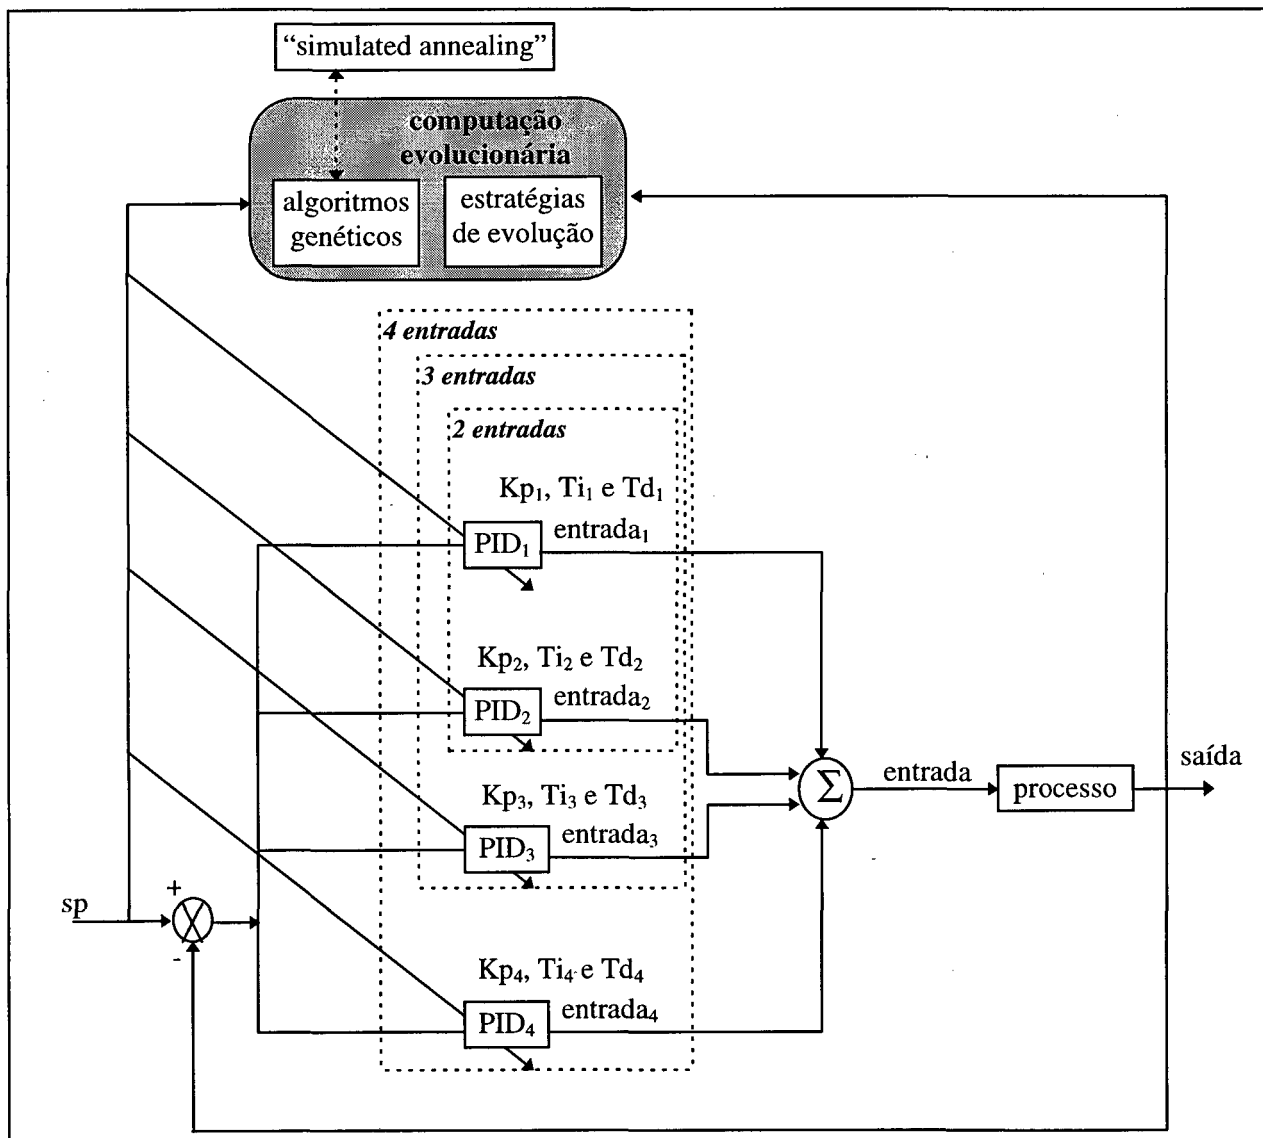 “simulated annealing”
computação
evolucionária
algoritmos
genéticos
estratégias
de evolução
4 entradas
3 entradas
2 entradas
Kp₁, Ti₁ e Td₁
PID₁
entrada₁
Kp₂, Ti₂ e Td₂
PID₂
entrada₂
Kp₃, Ti₃ e Td₃
PID₃
entrada₃
Kp₄, Ti₄ e Td₄
PID₄
entrada₄
Σ
entrada
processo
saída
sp
+
-